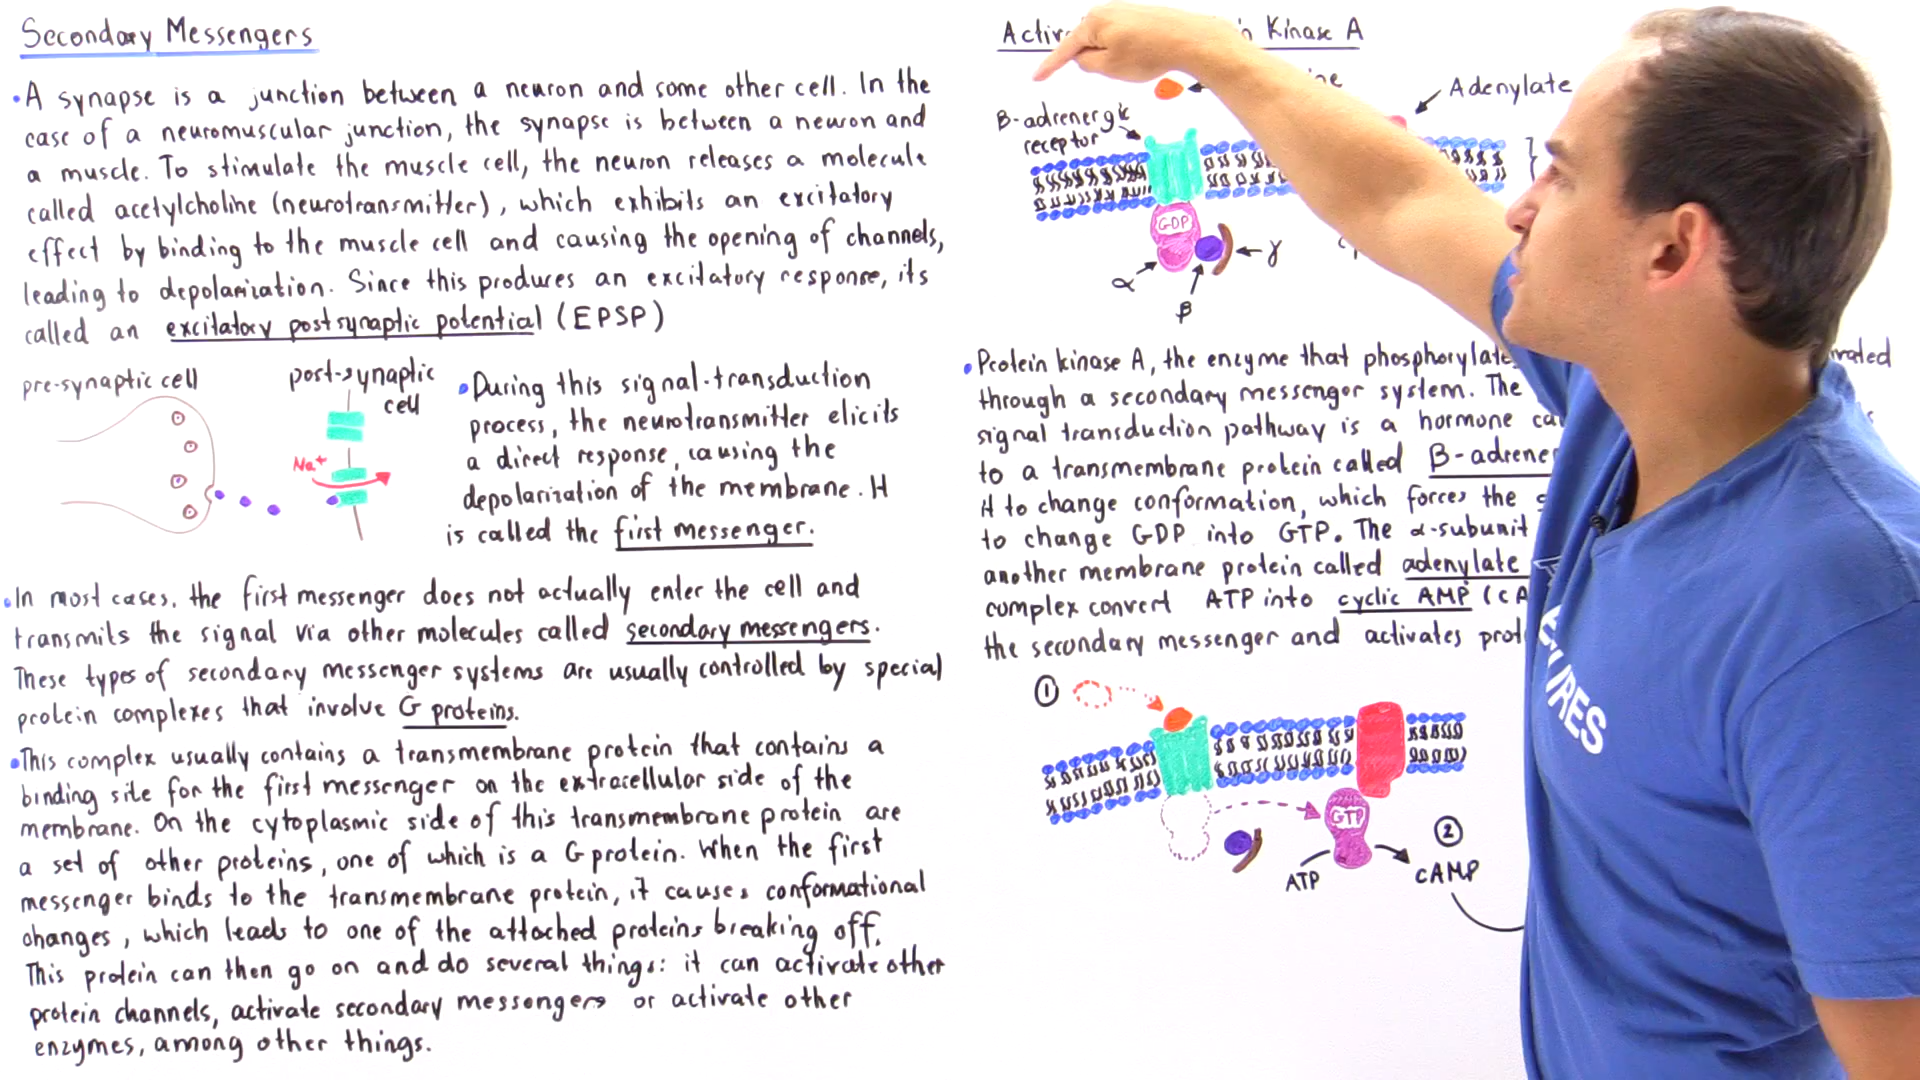 Secondary Messengers
• A synapse is a junction between a neuron and some other cell. In the
case of a neuromuscular junction, the synapse is between a neuron and
a muscle. To stimulate the muscle cell, the neuron releases a molecule
called acetylcholine (neurotransmitter), which exhibits an excitatory
effect by binding to the muscle cell and causing the opening of channels,
leading to depolarization. Since this produces an excitatory response, its
called an excitatory postsynaptic potential (EPSP)
pre-synaptic cell
post-synaptic
cell
Na+
• During this signal-transduction
process, the neurotransmitter elicits
a direct response, causing the
depolarization of the membrane. It
is called the first messenger.
• In most cases, the first messenger does not actually enter the cell and
transmits the signal via other molecules called secondary messengers.
These types of secondary messenger systems are usually controlled by special
protein complexes that involve G proteins.
• This complex usually contains a transmembrane protein that contains a
binding site for the first messenger on the extracellular side of the
membrane. On the cytoplasmic side of this transmembrane protein are
a set of other proteins, one of which is a G protein. When the first
messenger binds to the transmembrane protein, it causes conformational
changes, which leads to one of the attached proteins breaking off.
This protein can then go on and do several things: it can activate other
protein channels, activate secondary messengers or activate other
enzymes, among other things.
Kinase A
Adenylate
β-adrenergic
receptor
GDP
α
β
γ
• Protein kinase A, the enzyme that
through a secondary messenger system. The
signal transduction pathway is a hormone
to a transmembrane protein called
It to change conformation, which forces the
to change GDP into GTP. The α-subunit
another membrane protein called adenylate
complex convert ATP into cyclic AMP
the secondary messenger and activates
1
GTP
2
ATP
cAMP